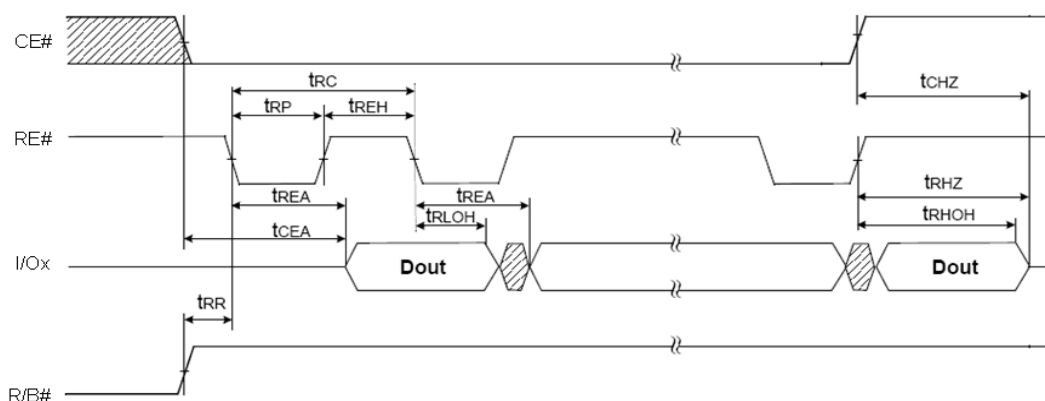 CE#
tRC
tCHZ
tRP
tREH
RE#
tREA
tREA
tRHZ
tRLOH
tRHOH
tCEA
I/Ox
Dout
Dout
tRR
R/B#